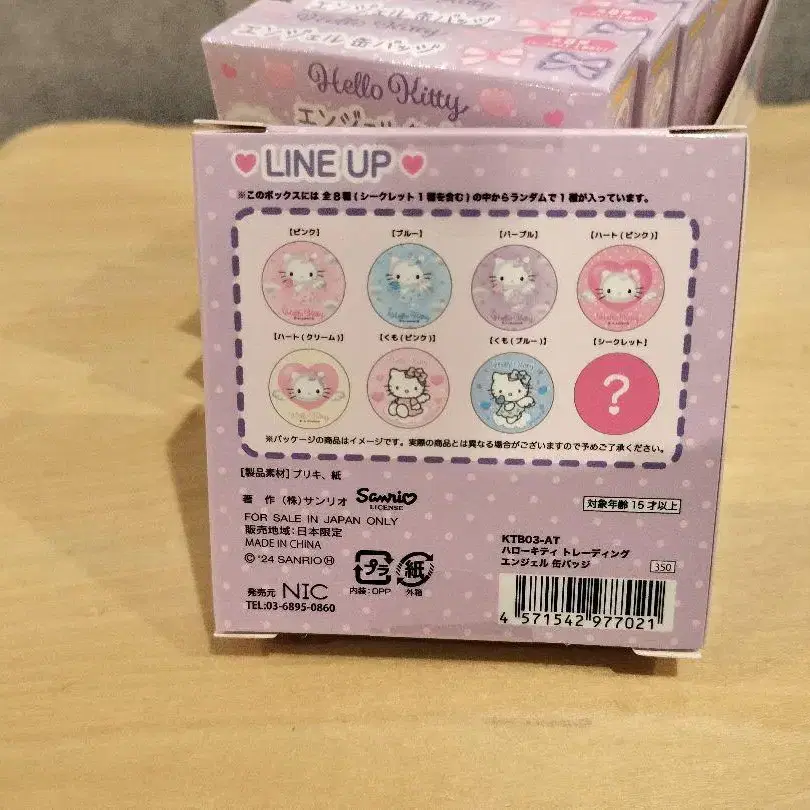 エンジェル缶バッジ
Hello Kitty
LINE UP
※このボックスには 全8種(シークレット1種を含む)の中からランダムで1種が入っています。
【ピンク】 【ブルー】 【パープル】 【ハート(ピンク)】
【ハート(クリーム)】 【くも(ピンク)】 【くも(ブルー)】 【シークレット】
?
※パッケージの商品はイメージです。実際の商品とは異なる場合がございますので予めご了承ください。
[製品素材]ブリキ、紙
著 作 (株)サンリオ Sanrio
LICENSE
対象年齢15才以上
FOR SALE IN JAPAN ONLY
販売地域:日本限定
MADE IN CHINA
© '24 SANRIO Ⓗ
プラ 紙
内装:OPP 外箱
発売元 NIC
TEL:03-6895-0860
KTB03-AT
ハローキティ トレーディング
エンジェル 缶バッジ
350
4 571542 977021